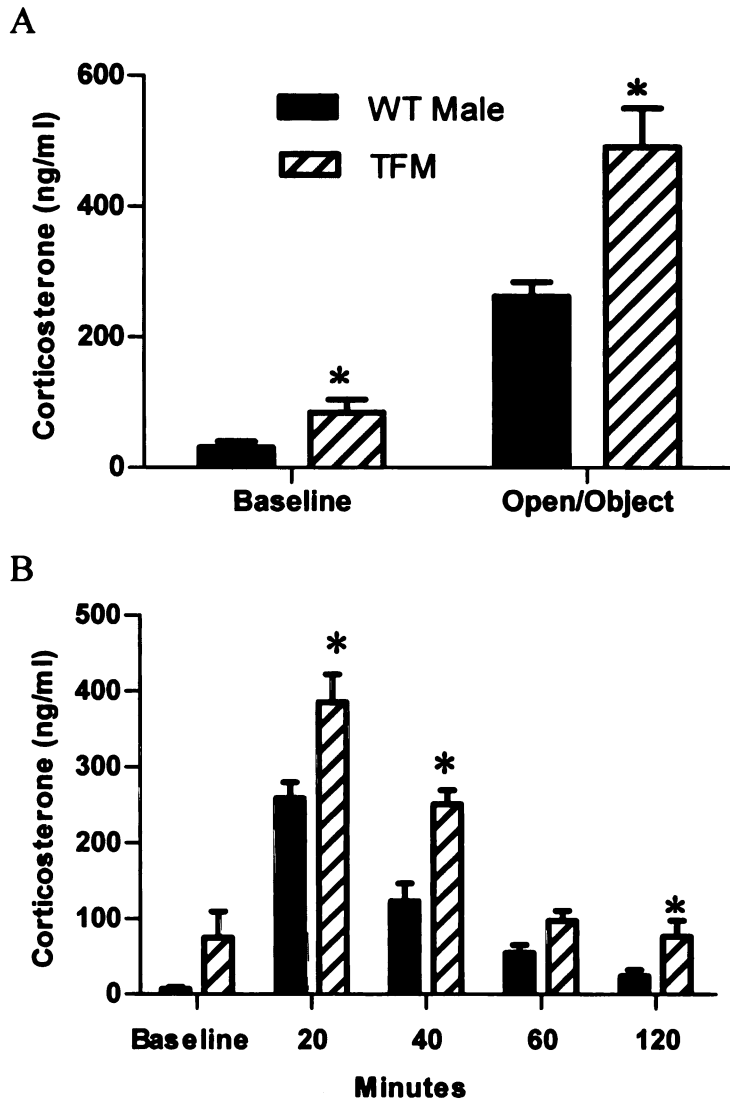 A
600
400
200
0
Corticosterone (ng/ml)
WT Male
TFM
*
*
Baseline
Open/Object
B
500
400
300
200
100
0
Corticosterone (ng/ml)
*
*
*
Baseline 20 40 60 120
Minutes